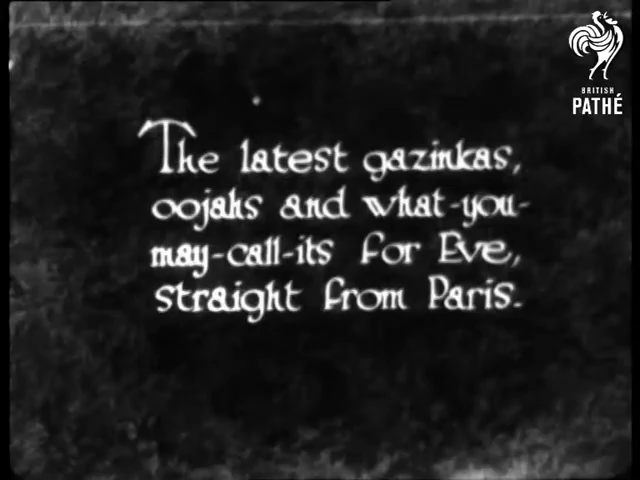 BRITISH
PATHÉ
The latest gazinkas,
oojahs and what-you-
may-call-its for Eve,
straight from Paris.